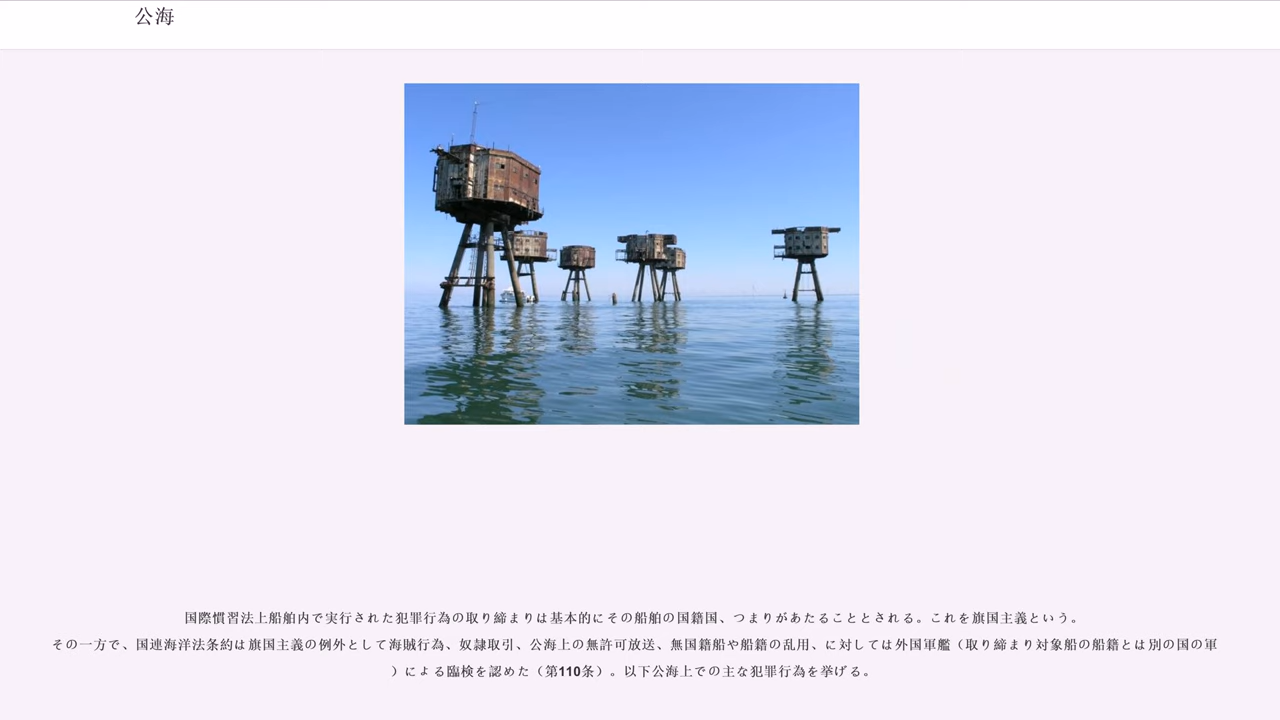 公海
国際慣習法上船舶内で実行された犯罪行為の取り締まりは基本的にその船舶の国籍国、つまりがあたることとされる。これを旗国主義という。
その一方で、国連海洋法条約は旗国主義の例外として海賊行為、奴隷取引、公海上の無許可放送、無国籍船や船籍の乱用、に対しては外国軍艦（取り締まり対象船の船籍とは別の国の軍
）による臨検を認めた（第110条）。以下公海上での主な犯罪行為を挙げる。